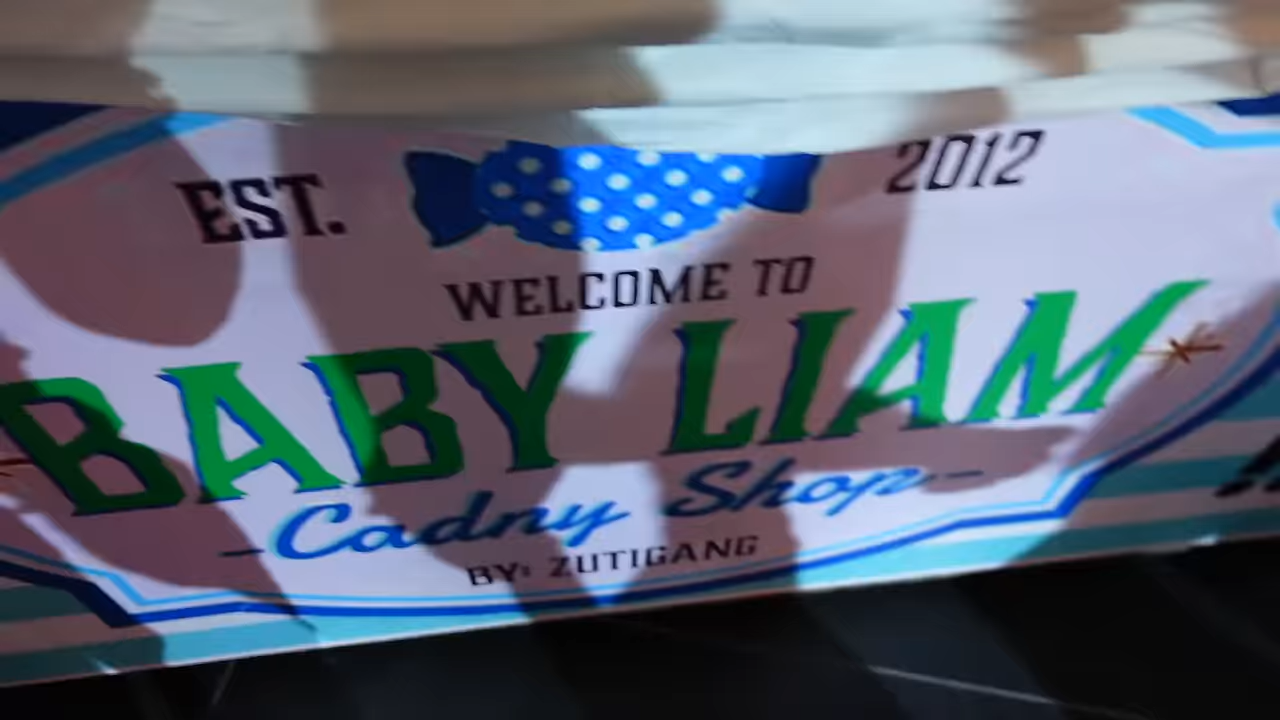 EST. 2012
WELCOME TO
BABY LIAM
-Cadny Shop-
BY: ZUTIGANG